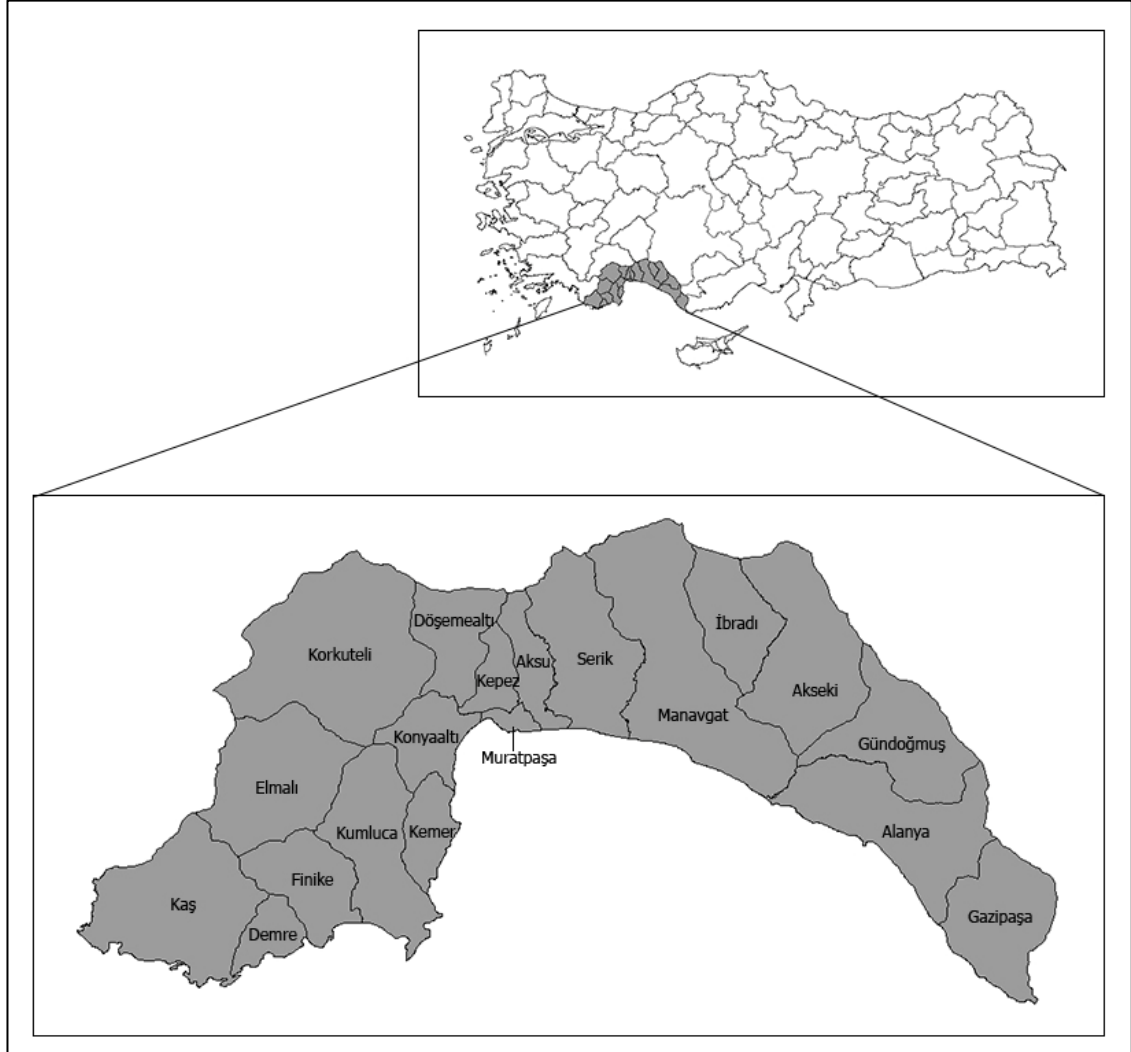 Döşemealtı
İbradı
Korkuteli
Kepez
Aksu
Serik
Akseki
Manavgat
Konyaaltı
Gündoğmuş
Muratpaşa
Elmalı
Kumluca
Kemer
Alanya
Finike
Kaş
Demre
Gazipaşa